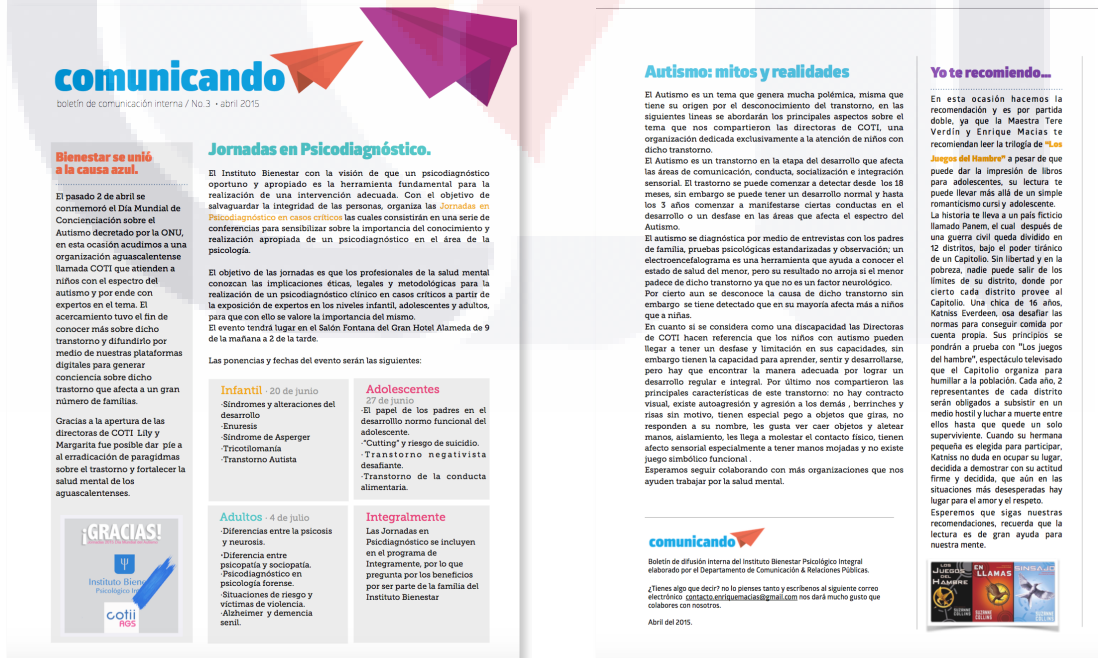 comunicando
boletín de comunicación interna / No.3 • abril 2015
Bienestar se unió
a la causa azul.
El pasado 2 de abril se
conmemoró el Día Mundial de
Concienciación sobre el
Autismo decretado por la ONU,
en esta ocasión acudimos a una
organización aguascalentense
llamada COTI que atienden a
niños con el espectro del
autismo y por ende con
expertos en el tema. El
acercamiento tuvo el fin de
conocer más sobre dicho
transtorno y difundirlo por
medio de nuestras plataformas
digitales para generar
conciencia sobre dicho
trastorno que afecta a un gran
número de familias.
Gracias a la apertura de las
directoras de COTI Lily y
Margarita fue posible dar píe a
al erradicación de paragidmas
sobre el trastorno y fortalecer la
salud mental de los
aguascalentenses.
¡GRACIAS!
Instituto Biene
Psicológico In
cotii
AGS
Jornadas en Psicodiagnóstico.
El Instituto Bienestar con la visión de que un psicodiagnóstico
oportuno y apropiado es la herramienta fundamental para la
realización de una intervención adecuada. Con el objetivo de
salvaguardar la integridad de las personas, organiza las Jornadas en
Psicodiagnóstico en casos críticos las cuales consistirán en una serie de
conferencias para sensibilizar sobre la importancia del conocimiento y
realización apropiada de un psicodiagnóstico en el área de la
psicología.
El objetivo de las jornadas es que los profesionales de la salud mental
conozcan las implicaciones éticas, legales y metodológicas para la
realización de un psicodiagnóstico clínico en casos críticos a partir de
la exposición de expertos en los niveles infantil, adolescentes y adultos,
para que con ello se valore la importancia del mismo.
El evento tendrá lugar en el Salón Fontana del Gran Hotel Alameda de 9
de la mañana a 2 de la tarde.
Las ponencias y fechas del evento serán las siguientes:
Infantil · 20 de junio
·Síndromes y alteraciones del
desarrollo
·Enuresis
·Síndrome de Asperger
·Tricotilomanía
·Transtorno Autista
Adolescentes
27 de junio
·El papel de los padres en el
desarrolllo normo funcional del
adolescente.
·"Cutting" y riesgo de suicidio.
·Transtorno negativista
desafiante.
·Transtorno de la conducta
alimentaria.
Adultos · 4 de julio
·Diferencias entre la psicosis
y neurosis.
·Diferencia entre
psicopatía y sociopatía.
·Psicodiagnóstico en
psicología forense.
·Situaciones de riesgo y
víctimas de violencia.
·Alzheimer y demencia
senil.
Integralmente
Las Jornadas en
Psicodiagnóstico se incluyen
en el programa de
Integramente, por lo que
pregunta por los beneficios
por ser parte de la familia del
Instituto Bienestar
Autismo: mitos y realidades
El Autismo es un tema que genera mucha polémica, misma que
tiene su origen por el desconocimiento del transtorno, en las
siguientes lineas se abordarán los principales aspectos sobre el
tema que nos compartieron las directoras de COTI, una
organización dedicada exclusivamente a la atención de niños con
dicho transtorno.
El Autismo es un transtorno en la etapa del desarrollo que afecta
las áreas de comunicación, conducta, socialización e integración
sensorial. El trastorno se puede comenzar a detectar desde los 18
meses, sin embargo se puede tener un desarrollo normal y hasta
los 3 años comenzar a manifestarse ciertas conductas en el
desarrollo o un desfase en las áreas que afecta el espectro del
Autismo.
El autismo se diagnóstica por medio de entrevistas con los padres
de familia, pruebas psicológicas estandarizadas y observación; un
electroencefalograma es una herramienta que ayuda a conocer el
estado de salud del menor, pero su resultado no arroja si el menor
padece de dicho transtorno ya que no es un factor neurológico.
Por cierto aun se desconoce la causa de dicho transtorno sin
embargo se tiene detectado que en su mayoría afecta más a niños
que a niñas.
En cuanto si se considera como una discapacidad las Directoras
de COTI hacen referencia que los niños con autismo pueden
llegar a tener un desfase y limitación en sus capacidades, sin
embargo tienen la capacidad para aprender, sentir y desarrollarse,
pero hay que encontrar la manera adecuada por lograr un
desarrollo regular e integral. Por último nos compartieron las
principales características de este transtorno: no hay contracto
visual, existe autoagresión y agresión a los demás , berrinches y
risas sin motivo, tienen especial pego a objetos que giras, no
responden a su nombre, les gusta ver caer objetos y aletear
manos, aislamiento, les llega a molestar el contacto físico, tienen
afecto sensorial especialmente a tener manos mojadas y no existe
juego simbólico funcional .
Esperamos seguir colaborando con más organizaciones que nos
ayuden trabajar por la salud mental.
comunicando
Boletín de difusión interna del Instituto Bienestar Psicológico Integral
elaborado por el Departamento de Comunicación & Relaciones Públicas.
¿Tienes algo que decir? no lo pienses tanto y escríbenos al siguiente correo
electrónico contacto.enriquemacias@gmail.com nos dará mucho gusto que
colabores con nosotros.
Abril del 2015.
Yo te recomiendo...
En esta ocasión hacemos la
recomendación y es por partida
doble, ya que la Maestra Tere
Verdín y Enrique Macias te
recomiendan leer la trilogía de "Los
Juegos del Hambre" a pesar de que
puede dar la impresión de libros
para adolescentes, su lectura te
puede llevar más allá de un simple
romanticismo cursi y adolescente.
La historia te lleva a un país ficticio
llamado Panem, el cual después de
una guerra civil queda dividido en
12 distritos, bajo el poder tiránico
de un Capitolio. Sin libertad y en la
pobreza, nadie puede salir de los
límites de su distrito, donde por
cierto cada distrito provee al
Capitolio. Una chica de 16 años,
Katniss Everdeen, osa desafiar las
normas para conseguir comida por
cuenta propia. Sus principios se
pondrán a prueba con "Los juegos
del hambre", espectáculo televisado
que el Capitolio organiza para
humillar a la población. Cada año, 2
representantes de cada distrito
serán obligados a subsistir en un
medio hostil y luchar a muerte entre
ellos hasta que quede un solo
superviviente. Cuando su hermana
pequeña es elegida para participar,
Katniss no duda en ocupar su lugar,
decidida a demostrar con su actitud
firme y decidida, que aún en las
situaciones más desesperadas hay
lugar para el amor y el respeto.
Esperemos que sigas nuestras
recomendaciones, recuerda que la
lectura es de gran ayuda para
nuestra mente.
LOS
JUEGOS
DEL
HAMBRE
SUZANNE
COLLINS
EN
LLAMAS
SUZANNE
COLLINS
SINSAJO
SUZANNE
COLLINS